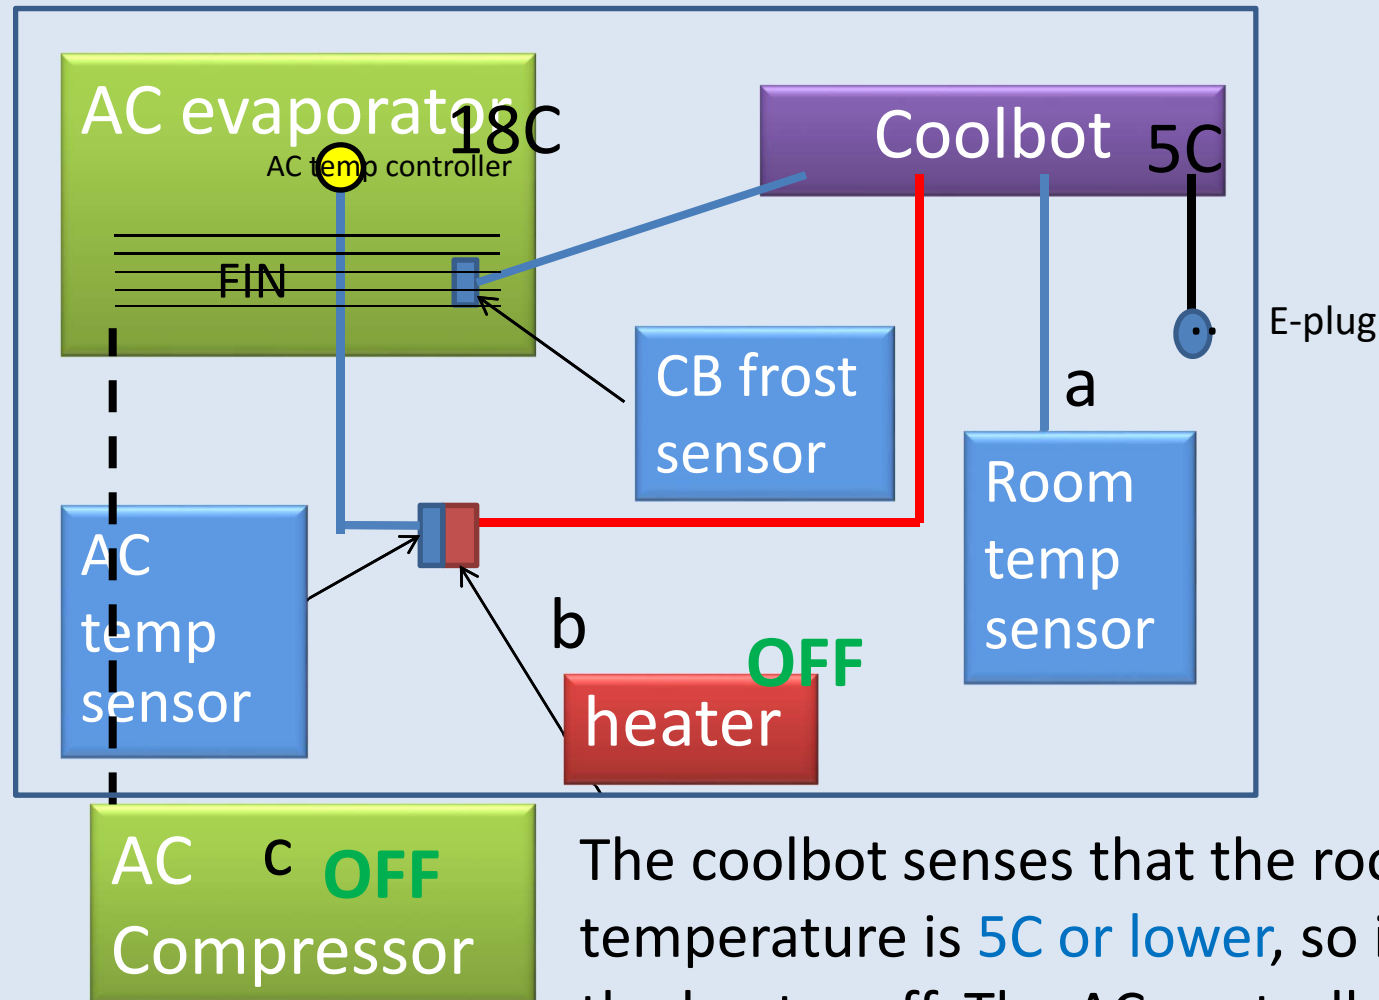 AC evaporator
18C
AC temp controller
Coolbot
5C
FIN
E-plug
CB frost
sensor
a
Room
temp
sensor
AC
temp
sensor
b
OFF
heater
AC
c
OFF
Compressor
The coolbot senses that the
temperature is 5C or lower, so